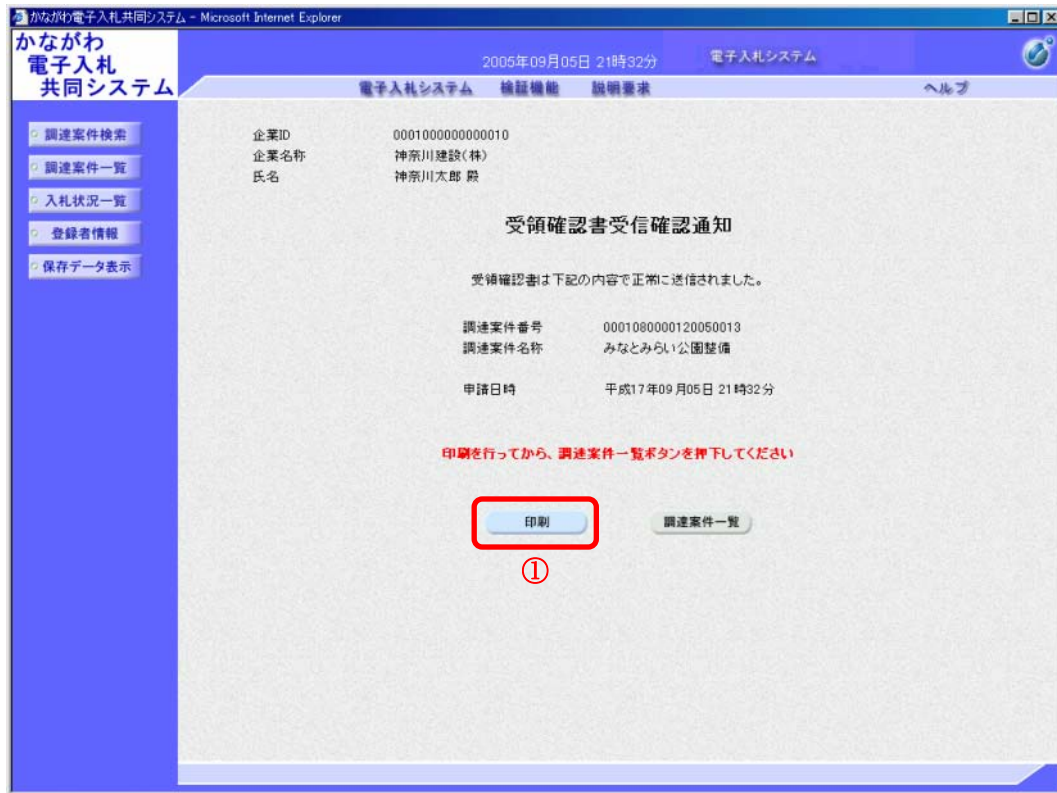 かながわ電子入札共同システム - Microsoft Internet Explorer
かながわ
電子入札
共同システム
2005年09月05日 21時32分
電子入札システム
電子入札システム 検証機能 説明要求 ヘルプ
調達案件検索
調達案件一覧
入札状況一覧
登録者情報
保存データ表示
企業ID 0001000000000010
企業名称 神奈川建設(株)
氏名 神奈川太郎 殿
受領確認書受信確認通知
受領確認書は下記の内容で正常に送信されました。
調達案件番号 0001080000120050013
調達案件名称 みなとみらい公園整備
申請日時 平成17年09月05日 21時32分
印刷を行ってから、調達案件一覧ボタンを押下してください
印刷 調達案件一覧
①